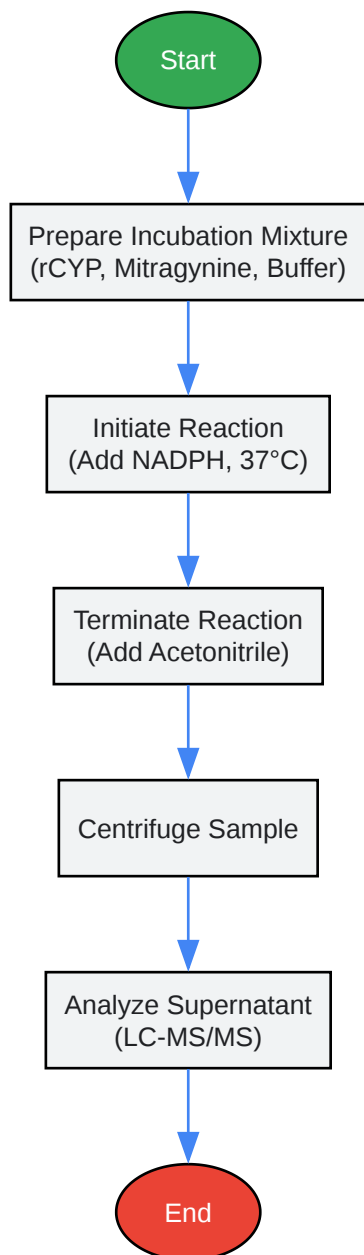 Start
Prepare Incubation Mixture
(rCYP, Mitragynine, Buffer)
Initiate Reaction
(Add NADPH, 37°C)
Terminate Reaction
(Add Acetonitrile)
Centrifuge Sample
Analyze Supernatant
(LC-MS/MS)
End